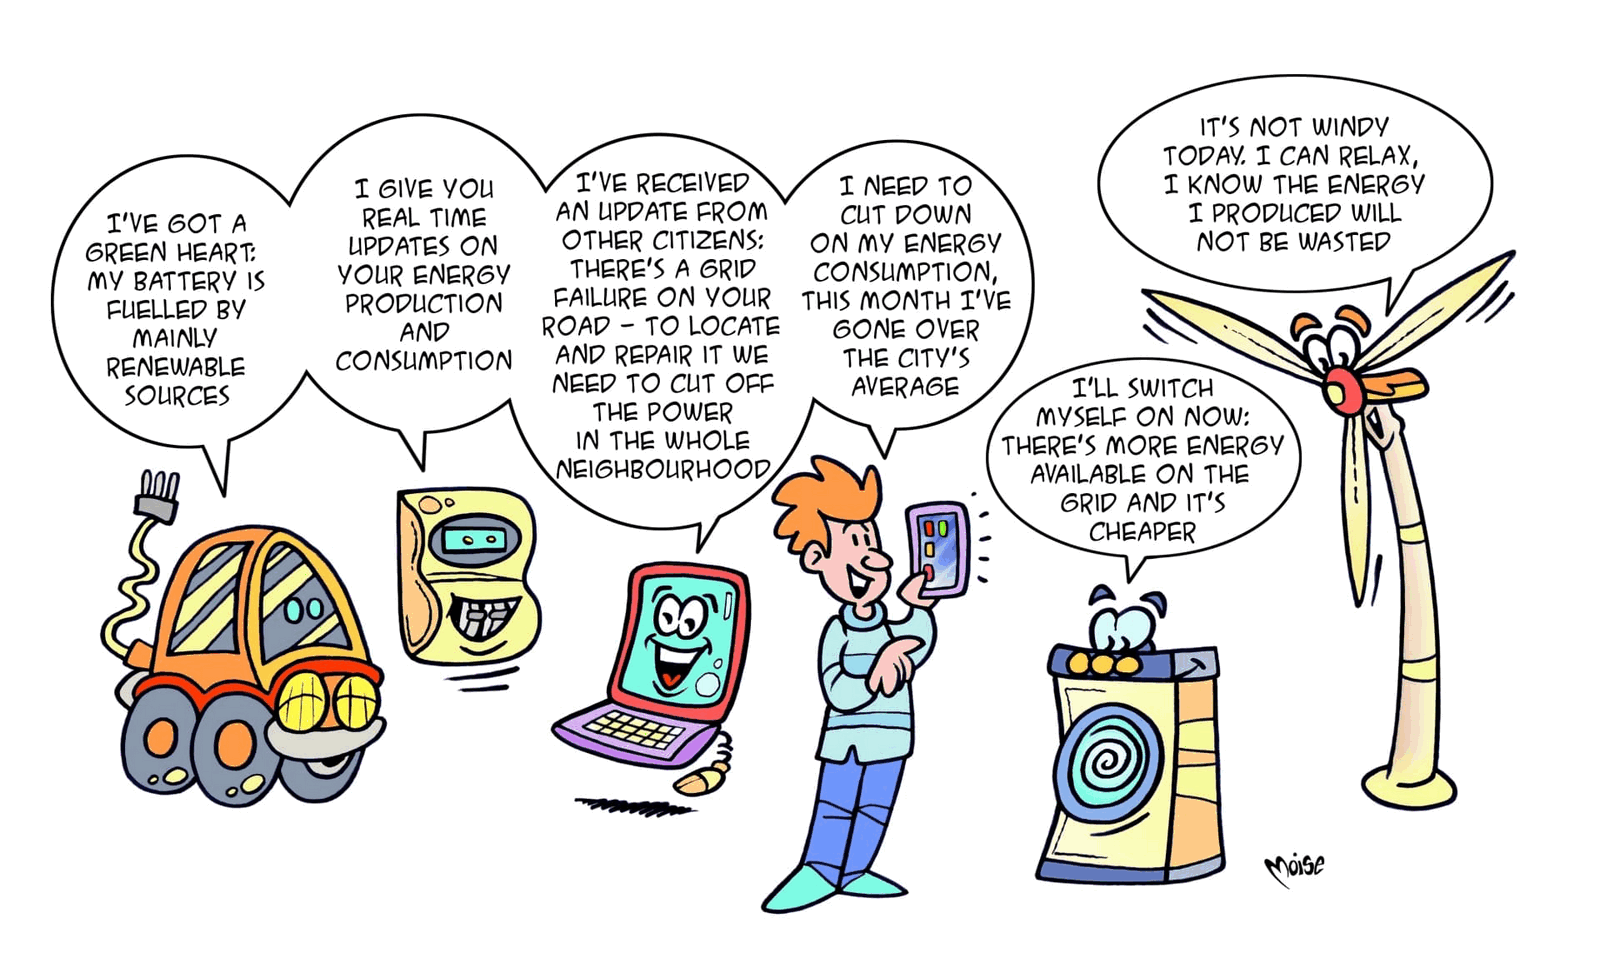 I'VE GOT A
GREEN HEART:
MY BATTERY IS
FUELLED BY
MAINLY
RENEWABLE
SOURCES
I GIVE YOU
REAL TIME
UPDATES ON
YOUR ENERGY
PRODUCTION
AND
CONSUMPTION
I'VE RECEIVED
AN UPDATE FROM
OTHER CITIZENS:
THERE'S A GRID
FAILURE ON YOUR
ROAD – TO LOCATE
AND REPAIR IT WE
NEED TO CUT OFF
THE POWER
IN THE WHOLE
NEIGHBOURHOOD
I NEED TO
CUT DOWN
ON MY ENERGY
CONSUMPTION,
THIS MONTH I'VE
GONE OVER
THE CITY'S
AVERAGE
I'LL SWITCH
MYSELF ON NOW:
THERE'S MORE ENERGY
AVAILABLE ON THE
GRID AND IT'S
CHEAPER
IT'S NOT WINDY
TODAY. I CAN RELAX,
I KNOW THE ENERGY
I PRODUCED WILL
NOT BE WASTED
Moise